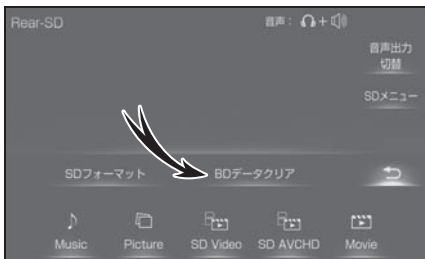 Rear-SD
音声: + 
音声出力
切替
SDメニュー
SDフォーマット
BDデータクリア
Music
Picture
SD Video
SD AVCHD
Movie